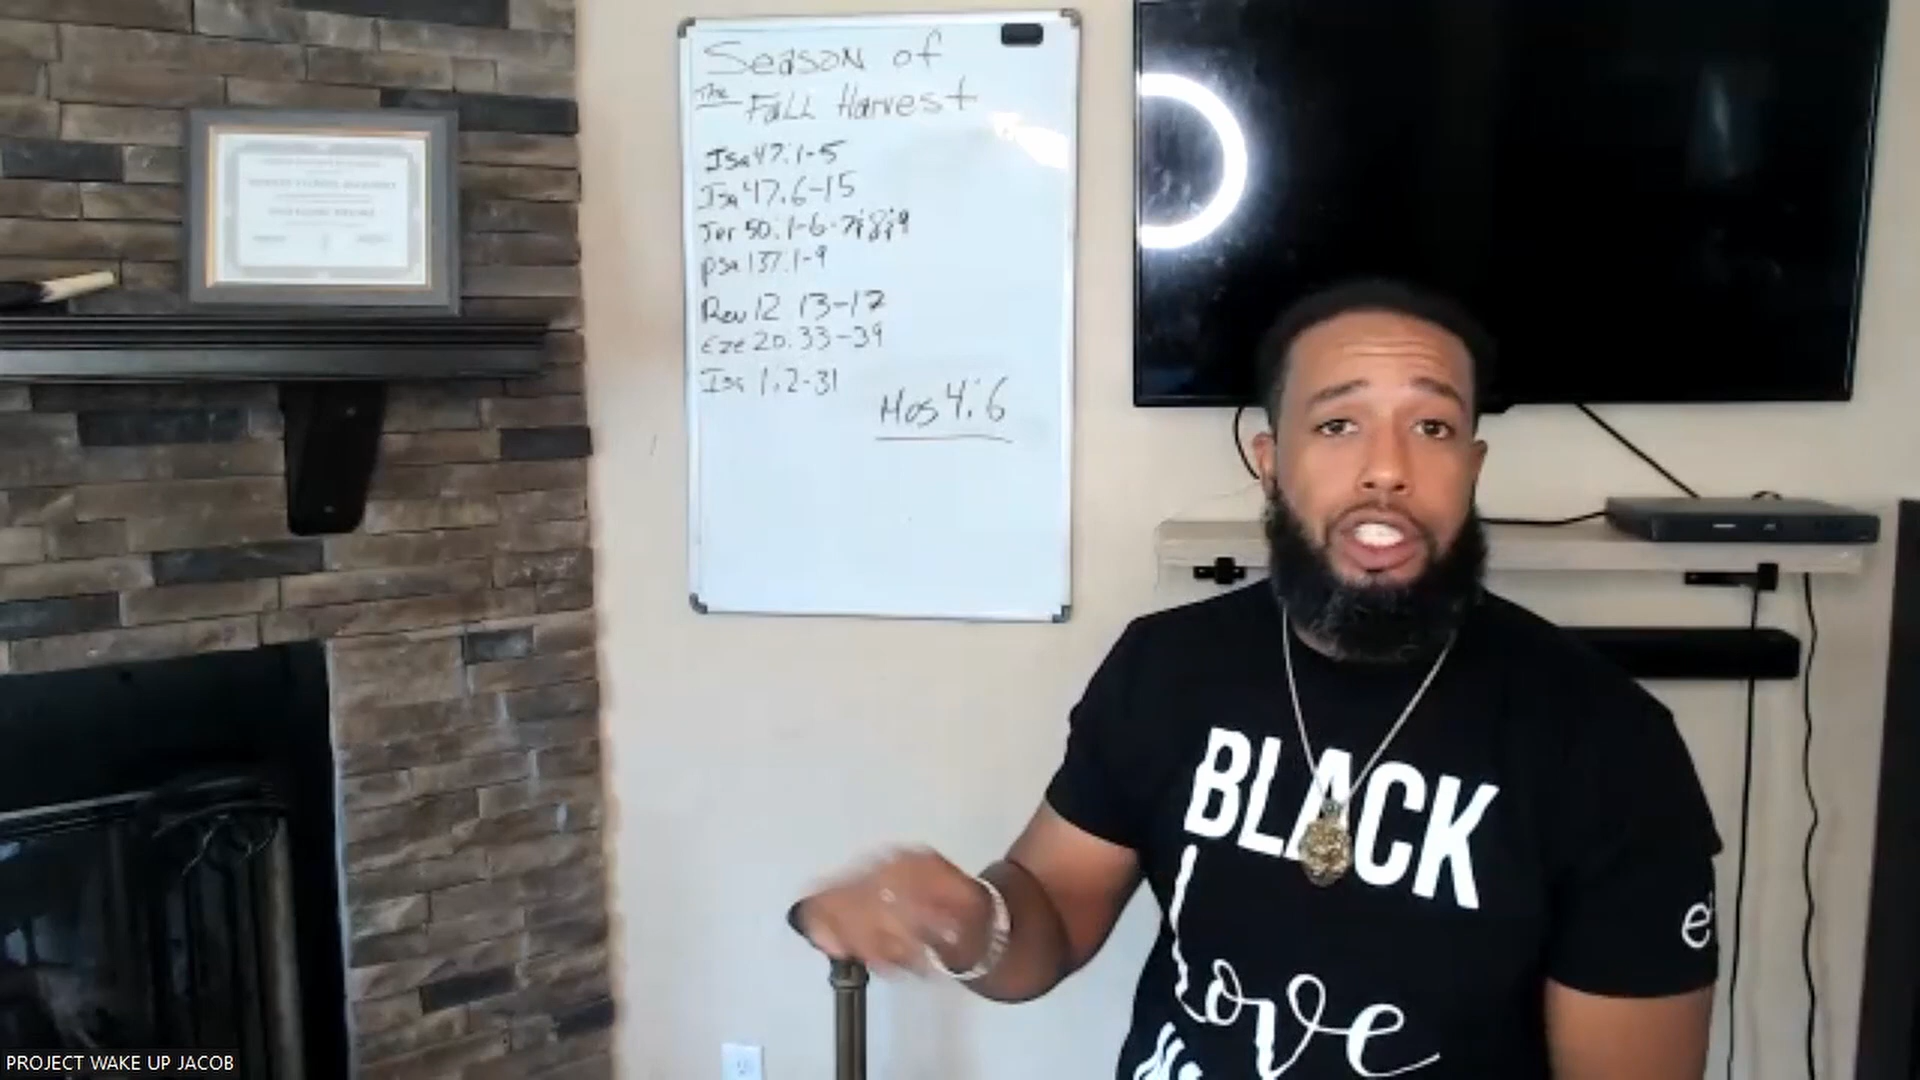 Season of
The Fall Harvest
Isa 47:1-5
Isa 47.6-15
Jer 50:1-6-7;8;9
psa 137.1-9
Rev 12 13-17
Eze 20.33-39
Isa 1:2-31
Hos 4:6
BLACK
Love
e
PROJECT WAKE UP JACOB